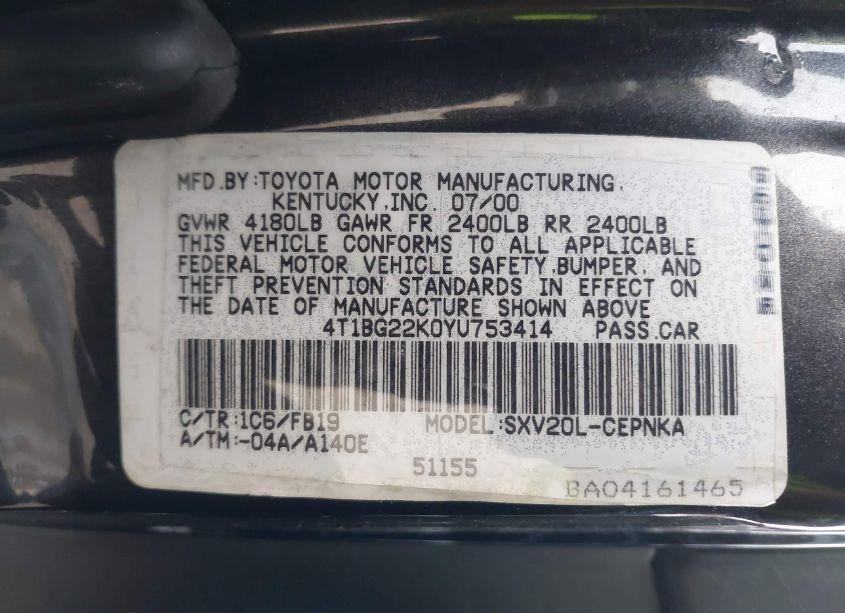 MFD.BY:TOYOTA MOTOR MANUFACTURING,
KENTUCKY,INC. 07/00
GVWR 4180LB GAWR FR 2400LB RR 2400LB
THIS VEHICLE CONFORMS TO ALL APPLICABLE
FEDERAL MOTOR VEHICLE SAFETY,BUMPER, AND
THEFT PREVENTION STANDARDS IN EFFECT ON
THE DATE OF MANUFACTURE SHOWN ABOVE
4T1BG22K0YU753414 PASS.CAR
C/TR:1C6/FB19 MODEL:SXV20L-CEPNKA
A/TM:-04A/A140E
51155
BA04161465